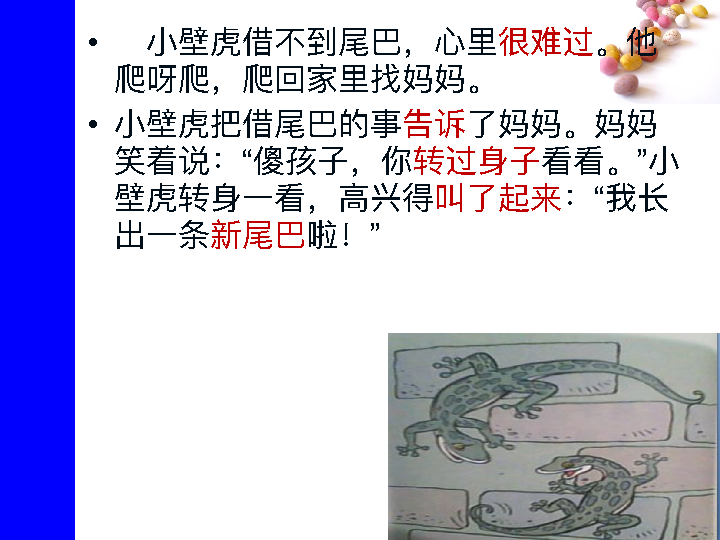 • 小壁虎借不到尾巴，心里很难过。他
爬呀爬，爬回家里找妈妈。
• 小壁虎把借尾巴的事告诉了妈妈。妈妈
笑着说：“傻孩子，你转过身子看看。”小
壁虎转身一看，高兴得叫了起来：“我长
出一条新尾巴啦！”